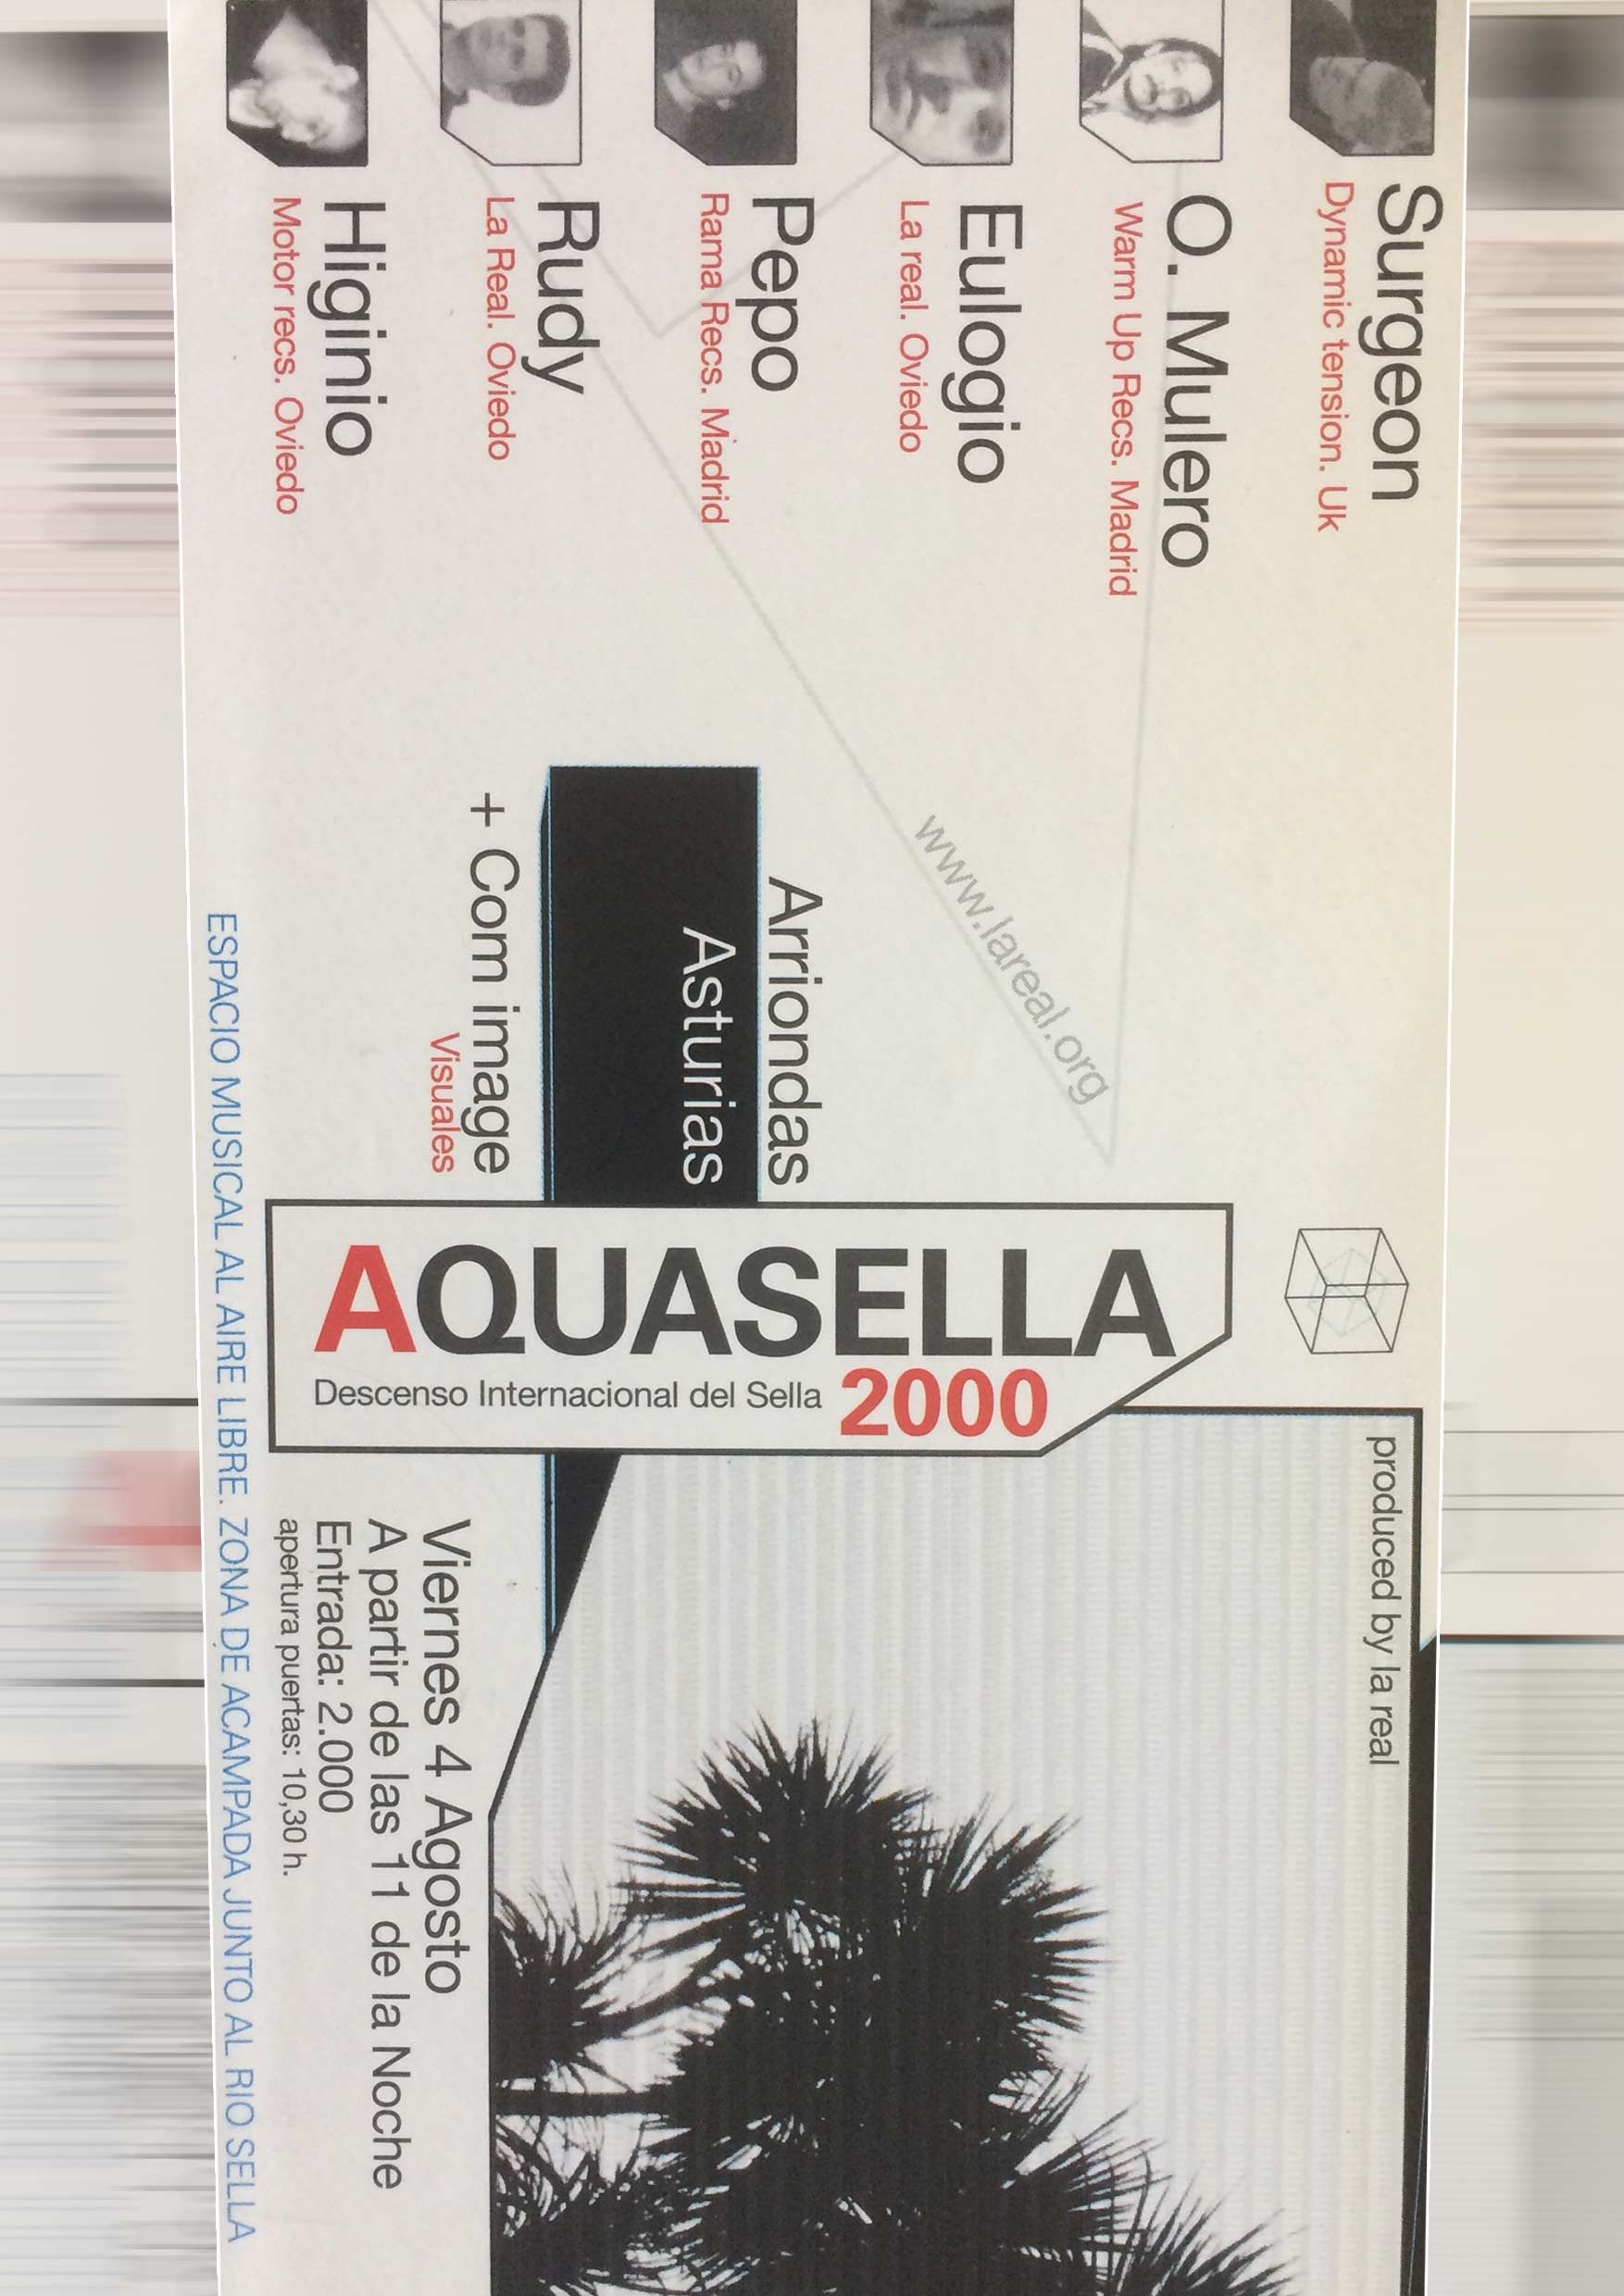 Surgeon
Dynamic tension. Uk
O. Mulero
Warm Up Recs. Madrid
Eulogio
La real. Oviedo
Pepo
Rama Recs. Madrid
Rudy
La Real. Oviedo
Higinio
Motor recs. Oviedo
www.lareal.org
Arriondas
Asturias
+ Com image
Visuales
AQUASELLA
Descenso Internacional del Sella 2000
produced by la real
Viernes 4 Agosto
A partir de las 11 de la Noche
Entrada: 2.000
apertura puertas: 10,30 h.
ESPACIO MUSICAL AL AIRE LIBRE. ZONA DE ACAMPADA JUNTO AL RIO SELLA